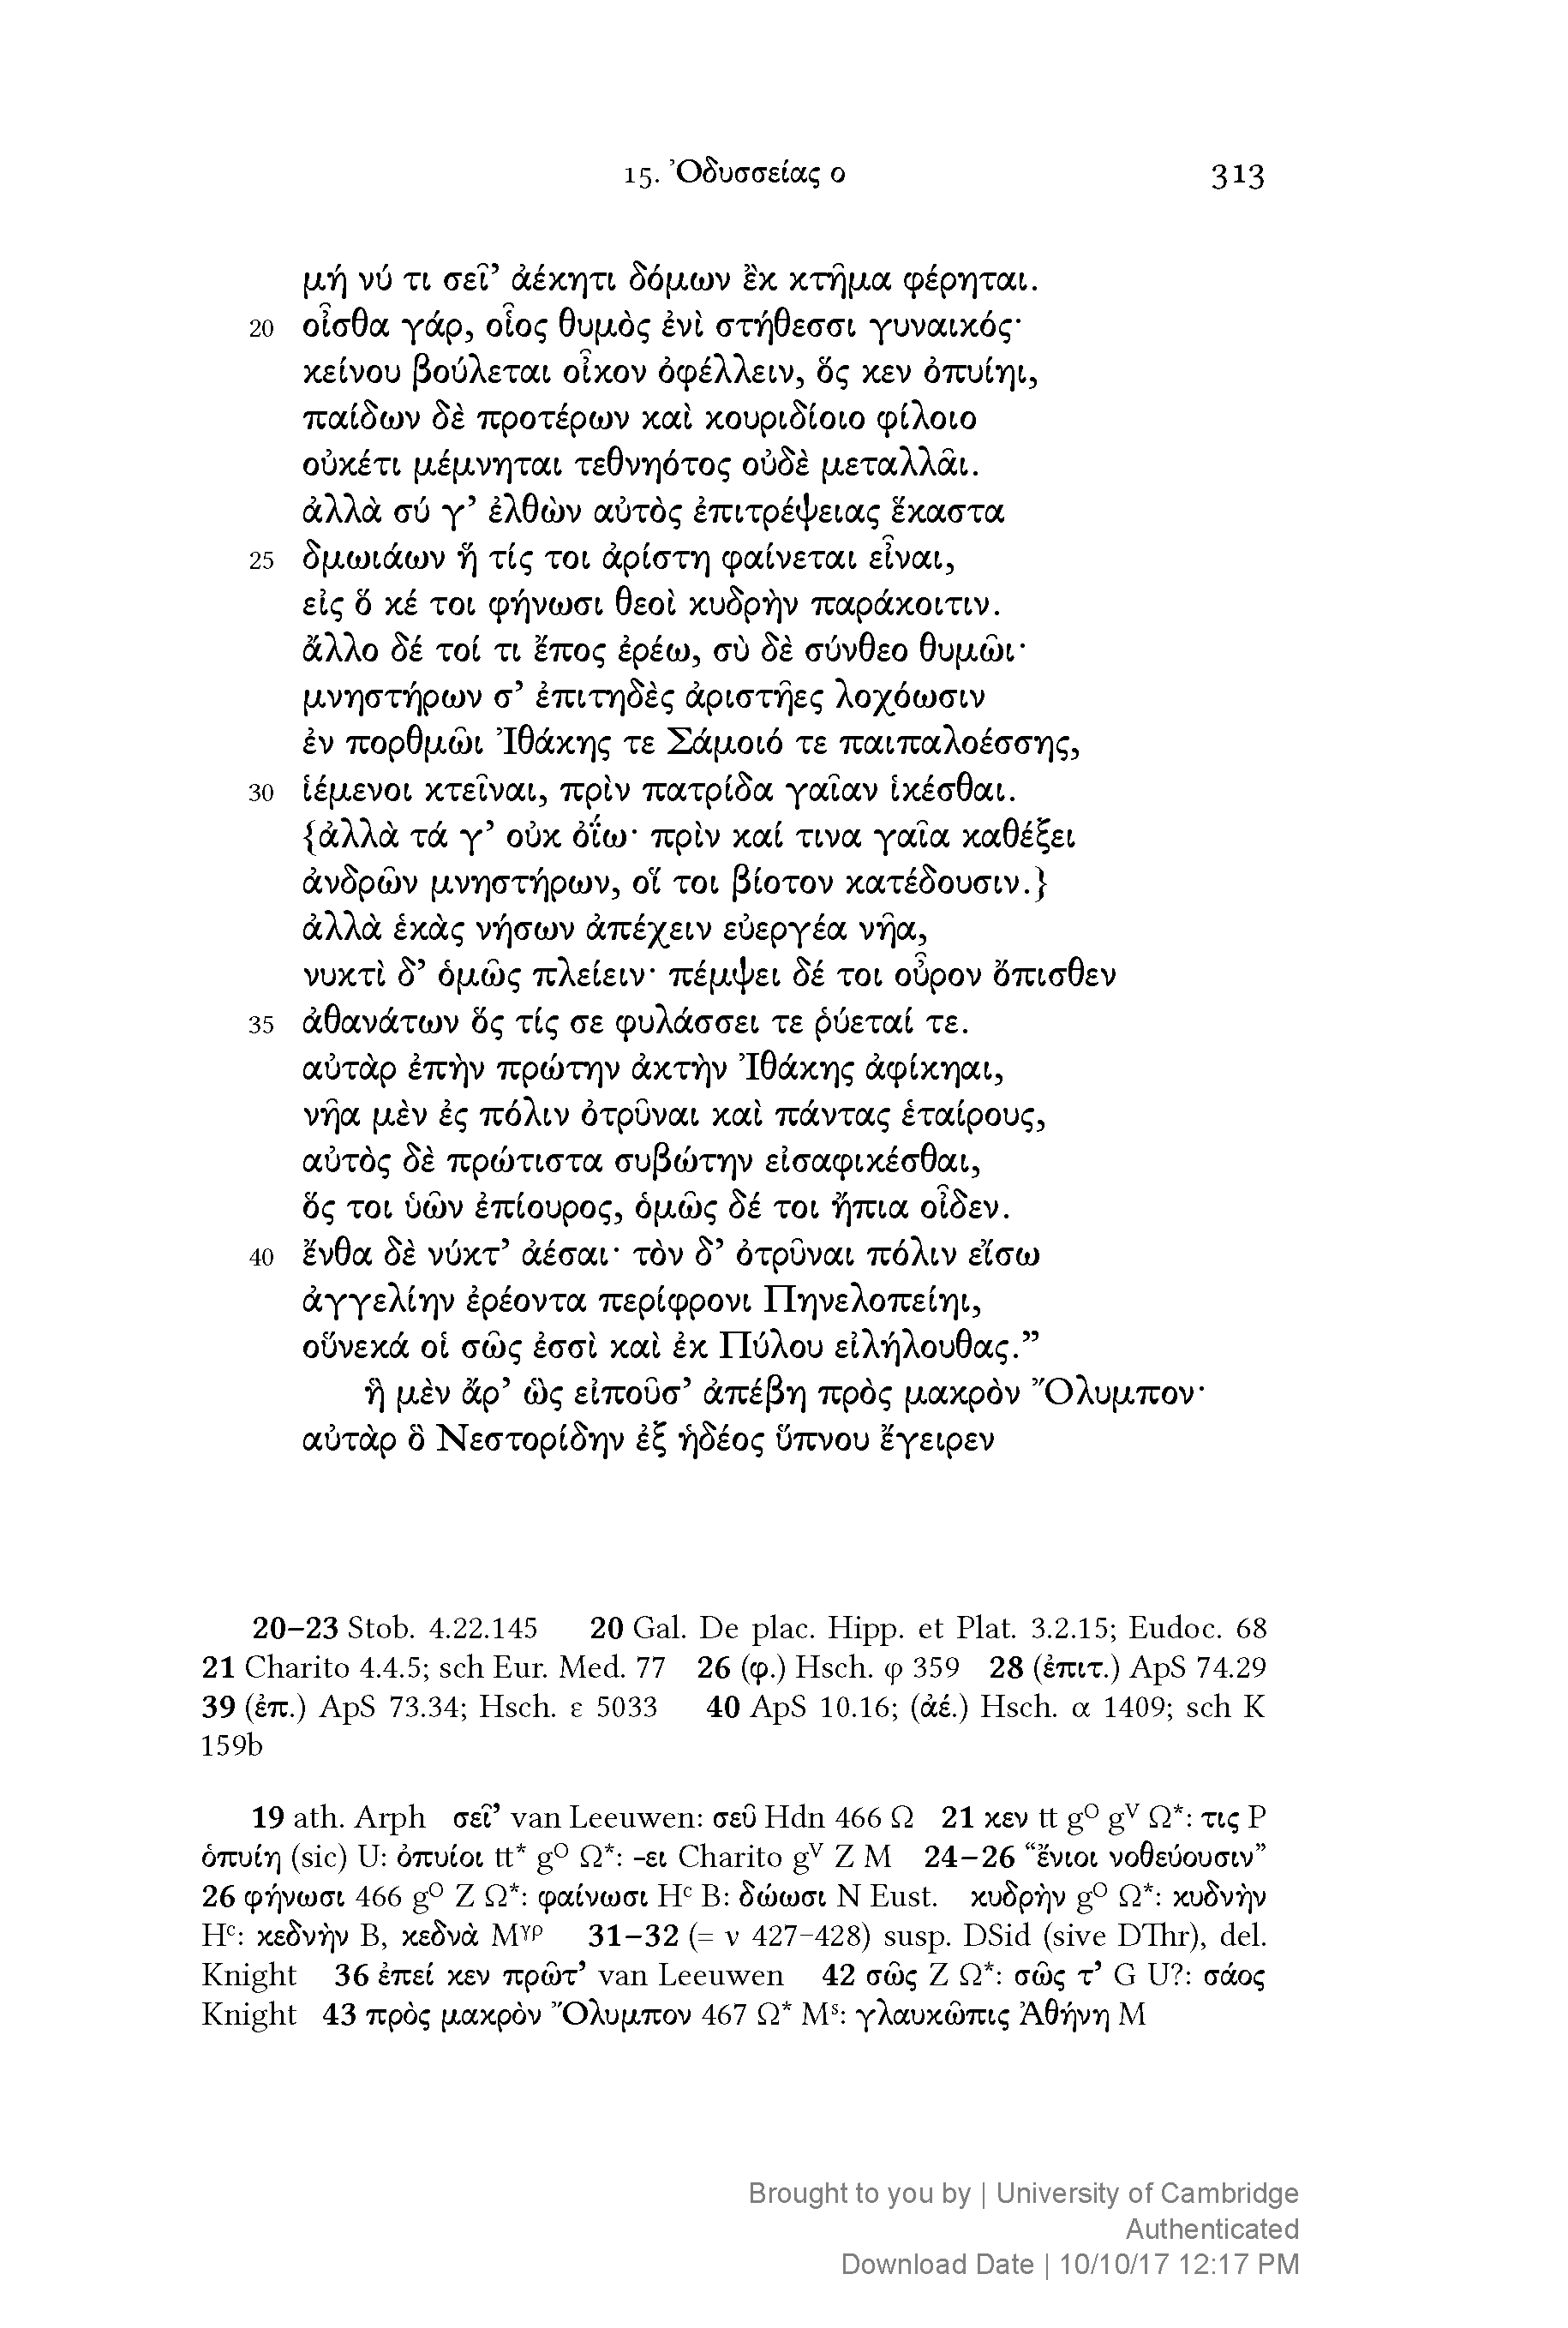 15. Ὀδυσσείας ο 313
μή νύ τι σεῖ’ ἀέκητι δόμων ἒκ κτῆμα φέρηται.
20 οἶσθα γάρ, οἷος θυμὸς ἐνὶ στήθεσσι γυναικός·
κείνου βούλεται οἶκον ὀφέλλειν, ὅς κεν ὀπυίηι,
παίδων δὲ προτέρων καὶ κουριδίοιο φίλοιο
οὐκέτι μέμνηται τεθνηότος οὐδὲ μεταλλᾶι.
ἀλλὰ σύ γ’ ἐλθὼν αὐτὸς ἐπιτρέψειας ἕκαστα
25 δμωιάων ἥ τίς τοι ἀρίστη φαίνεται εἶναι,
εἰς ὅ κέ τοι φήνωσι θεοὶ κυδρὴν παράκοιτιν.
ἄλλο δέ τοί τι ἔπος ἐρέω, σὺ δὲ σύνθεο θυμῶι·
μνηστήρων σ’ ἐπιτηδὲς ἀριστῆες λοχόωσιν
ἐν πορθμῶι Ἰθάκης τε Σάμοιό τε παιπαλοέσσης,
30 ἱέμενοι κτεῖναι, πρὶν πατρίδα γαῖαν ἱκέσθαι.
{ἀλλὰ τά γ’ οὐκ ὀΐω· πρὶν καί τινα γαῖα καθέξει
ἀνδρῶν μνηστήρων, οἵ τοι βίοτον κατέδουσιν.}
ἀλλὰ ἑκὰς νήσων ἀπέχειν εὐεργέα νῆα,
νυκτὶ δ’ ὁμῶς πλείειν· πέμψει δέ τοι οὖρον ὄπισθεν
35 ἀθανάτων ὅς τίς σε φυλάσσει τε ῥύεταί τε.
αὐτὰρ ἐπὴν πρώτην ἀκτὴν Ἰθάκης ἀφίκηαι,
νῆα μὲν ἐς πόλιν ὀτρῦναι καὶ πάντας ἑταίρους,
αὐτὸς δὲ πρώτιστα συβώτην εἰσαφικέσθαι,
ὅς τοι ὑῶν ἐπίουρος, ὁμῶς δέ τοι ἤπια οἶδεν.
40 ἔνθα δὲ νύκτ’ ἀέσαι· τὸν δ’ ὀτρῦναι πόλιν εἴσω
ἀγγελίην ἐρέοντα περίφρονι Πηνελοπείηι,
οὕνεκά οἱ σῶς ἐσσὶ καὶ ἐκ Πύλου εἰλήλουθας.”
ἣ μὲν ἄρ’ ὣς εἰποῦσ’ ἀπέβη πρὸς μακρὸν Ὄλυμπον·
αὐτὰρ ὃ Νεστορίδην ἐξ ἡδέος ὕπνου ἔγειρεν
20–23 Stob. 4.22.145 20 Gal. De plac. Hipp. et Plat. 3.2.15; Eudoc. 68
21 Charito 4.4.5; sch Eur. Med. 77 26 (φ.) Hsch. φ 359 28 (ἐπιτ.) ApS 74.29
39 (ἐπ.) ApS 73.34; Hsch. ε 5033 40 ApS 10.16; (ἀέ.) Hsch. α 1409; sch K
159b
19 ath. Arph σεῖ’ van Leeuwen: σεῦ Hdn 466 Ω 21 κεν tt gᴼ gⱽ Ω*: τις P
ὁπυίη (sic) U: ὀπυίοι tt* gᴼ Ω*: -ει Charito gⱽ Z M 24–26 “ἔνιοι νοθεύουσιν”
26 φήνωσι 466 gᴼ Z Ω*: φαίνωσι Hᶜ B: δώωσι N Eust. κυδρὴν gᴼ Ω*: κυδνὴν
Hᶜ: κεδνὴν B, κεδνὰ Mᵞᴾ 31–32 (= ν 427–428) susp. DSid (sive DThr), del.
Knight 36 ἐπεί κεν πρῶτ’ van Leeuwen 42 σῶς Z Ω*: σῶς τ’ G U?: σάος
Knight 43 πρὸς μακρὸν Ὄλυμπον 467 Ω* Mˢ: γλαυκῶπις Ἀθήνη M
Brought to you by | University of Cambridge
Authenticated
Download Date | 10/10/17 12:17 PM